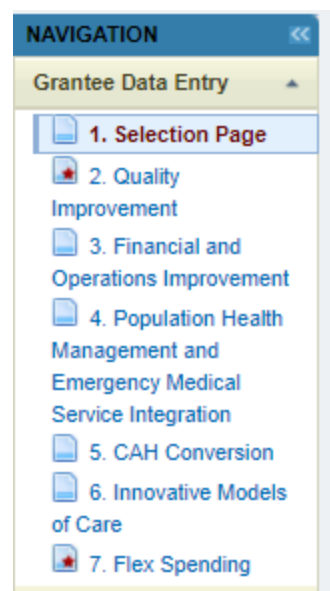 NAVIGATION
Grantee Data Entry
1. Selection Page
2. Quality
Improvement
3. Financial and
Operations Improvement
4. Population Health
Management and
Emergency Medical
Service Integration
5. CAH Conversion
6. Innovative Models
of Care
7. Flex Spending